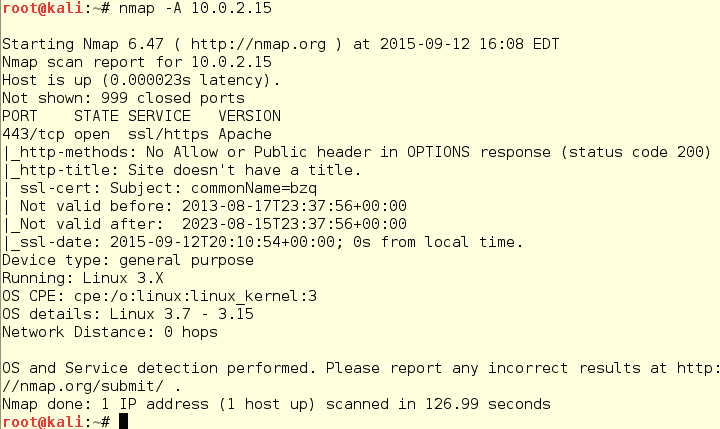 root@kali:~# nmap -A 10.0.2.15
Starting Nmap 6.47 ( http://nmap.org ) at 2015-09-12 16:08 EDT
Nmap scan report for 10.0.2.15
Host is up (0.000023s latency).
Not shown: 999 closed ports
PORT    STATE SERVICE   VERSION
443/tcp open  ssl/https Apache
|_http-methods: No Allow or Public header in OPTIONS response (status code 200)
|_http-title: Site doesn't have a title.
| ssl-cert: Subject: commonName=bzq
| Not valid before: 2013-08-17T23:37:56+00:00
|_Not valid after:  2023-08-15T23:37:56+00:00
|_ssl-date: 2015-09-12T20:10:54+00:00; 0s from local time.
Device type: general purpose
Running: Linux 3.X
OS CPE: cpe:/o:linux:linux_kernel:3
OS details: Linux 3.7 - 3.15
Network Distance: 0 hops
OS and Service detection performed. Please report any incorrect results at http:
//nmap.org/submit/ .
Nmap done: 1 IP address (1 host up) scanned in 126.99 seconds
root@kali:~#